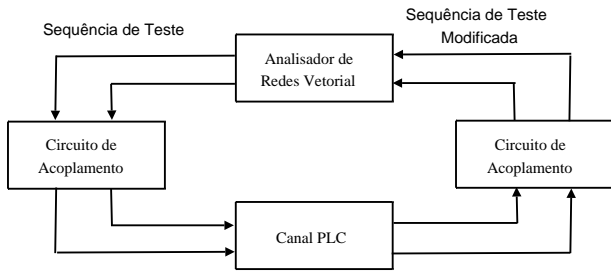 Sequência de Teste
Sequência de Teste
Modificada
Analisador de
Redes Vetorial
Circuito de
Acoplamento
Circuito de
Acoplamento
Canal PLC